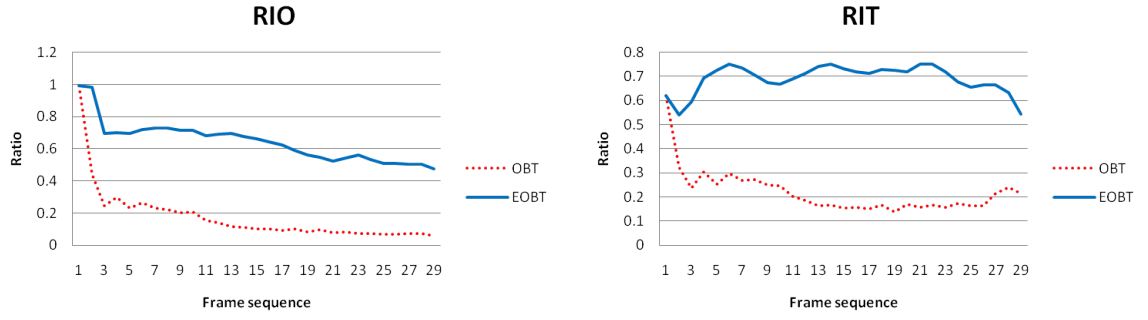 RIO
1.2
1
0.8
0.6
0.4
0.2
0
Ratio
1 3 5 7 9 11 13 15 17 19 21 23 25 27 29
Frame sequence
OBT
EOBT
RIT
0.8
0.7
0.6
0.5
0.4
0.3
0.2
0.1
0
Ratio
1 3 5 7 9 11 13 15 17 19 21 23 25 27 29
Frame sequence
OBT
EOBT